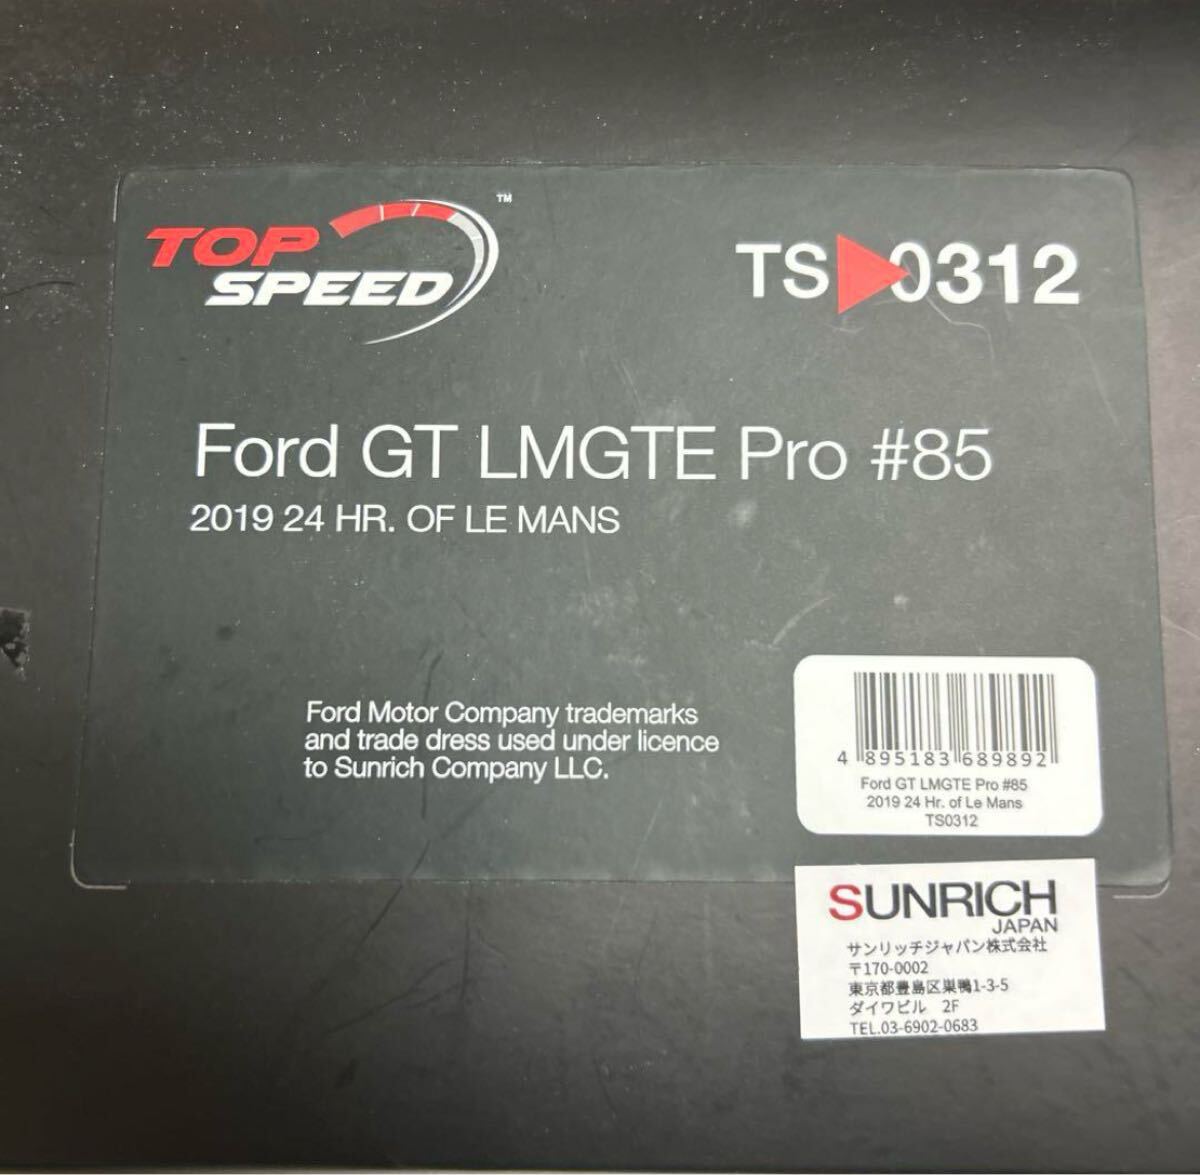 TOP
SPEED
TM
TS 0312
Ford GT LMGTE Pro #85
2019 24 HR. OF LE MANS
Ford Motor Company trademarks
and trade dress used under licence
to Sunrich Company LLC.
4 895183 689892
Ford GT LMGTE Pro #85
2019 24 Hr. of Le Mans
TS0312
SUNRICH
JAPAN
サンリッチジャパン株式会社
〒170-0002
東京都豊島区巣鴨1-3-5
ダイワビル 2F
TEL.03-6902-0683